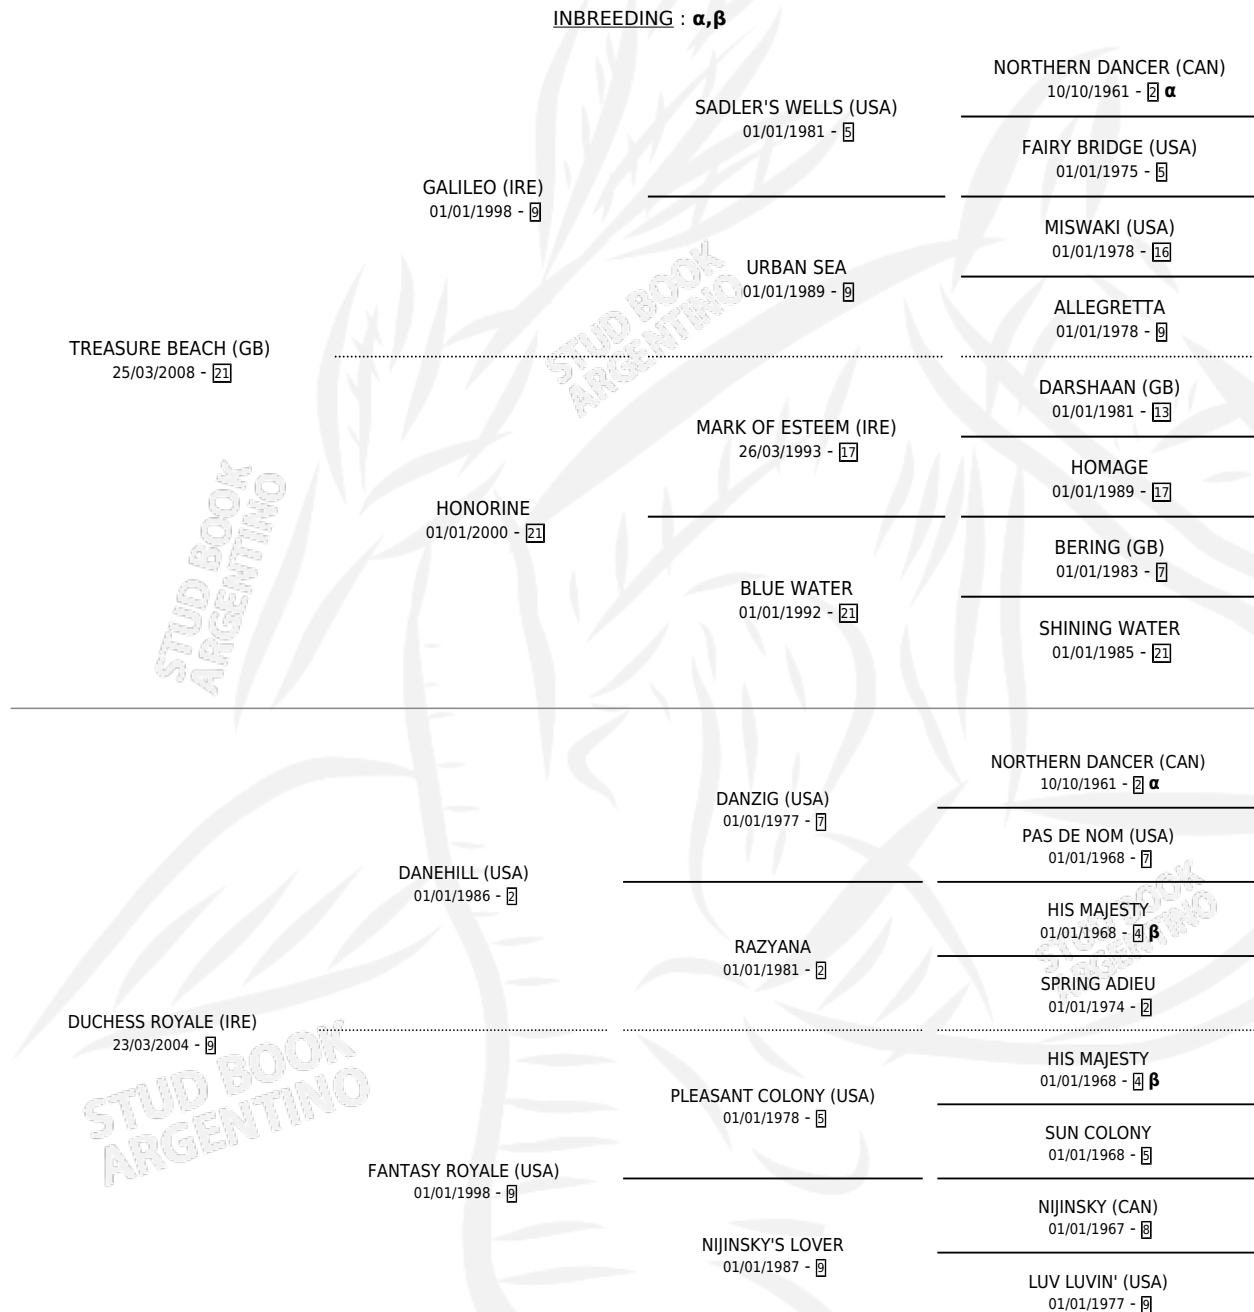 INBREEDING : α,β
NORTHERN DANCER (CAN)
10/10/1961 - 2 α
SADLER'S WELLS (USA)
01/01/1981 - 5
FAIRY BRIDGE (USA)
01/01/1975 - 5
GALILEO (IRE)
01/01/1998 - 9
MISWAKI (USA)
01/01/1978 - 16
URBAN SEA
01/01/1989 - 9
ALLEGRETTA
01/01/1978 - 9
TREASURE BEACH (GB)
25/03/2008 - 21
DARSHAAN (GB)
01/01/1981 - 13
MARK OF ESTEEM (IRE)
26/03/1993 - 17
HOMAGE
01/01/1989 - 17
HONORINE
01/01/2000 - 21
BERING (GB)
01/01/1983 - 7
BLUE WATER
01/01/1992 - 21
SHINING WATER
01/01/1985 - 21
NORTHERN DANCER (CAN)
10/10/1961 - 2 α
DANZIG (USA)
01/01/1977 - 7
PAS DE NOM (USA)
01/01/1968 - 7
DANEHILL (USA)
01/01/1986 - 2
HIS MAJESTY
01/01/1968 - 4 β
RAZYANA
01/01/1981 - 2
SPRING ADIEU
01/01/1974 - 2
DUCHESS ROYALE (IRE)
23/03/2004 - 9
HIS MAJESTY
01/01/1968 - 4 β
PLEASANT COLONY (USA)
01/01/1978 - 5
SUN COLONY
01/01/1968 - 5
FANTASY ROYALE (USA)
01/01/1998 - 9
NIJINSKY (CAN)
01/01/1967 - 8
NIJINSKY'S LOVER
01/01/1987 - 9
LUV LUVIN' (USA)
01/01/1977 - 9
STUD BOOK
ARGENTINO
STUD BOOK
ARGENTINO
STUD BOOK
ARGENTINO
STUD BOOK
ARGENTINO